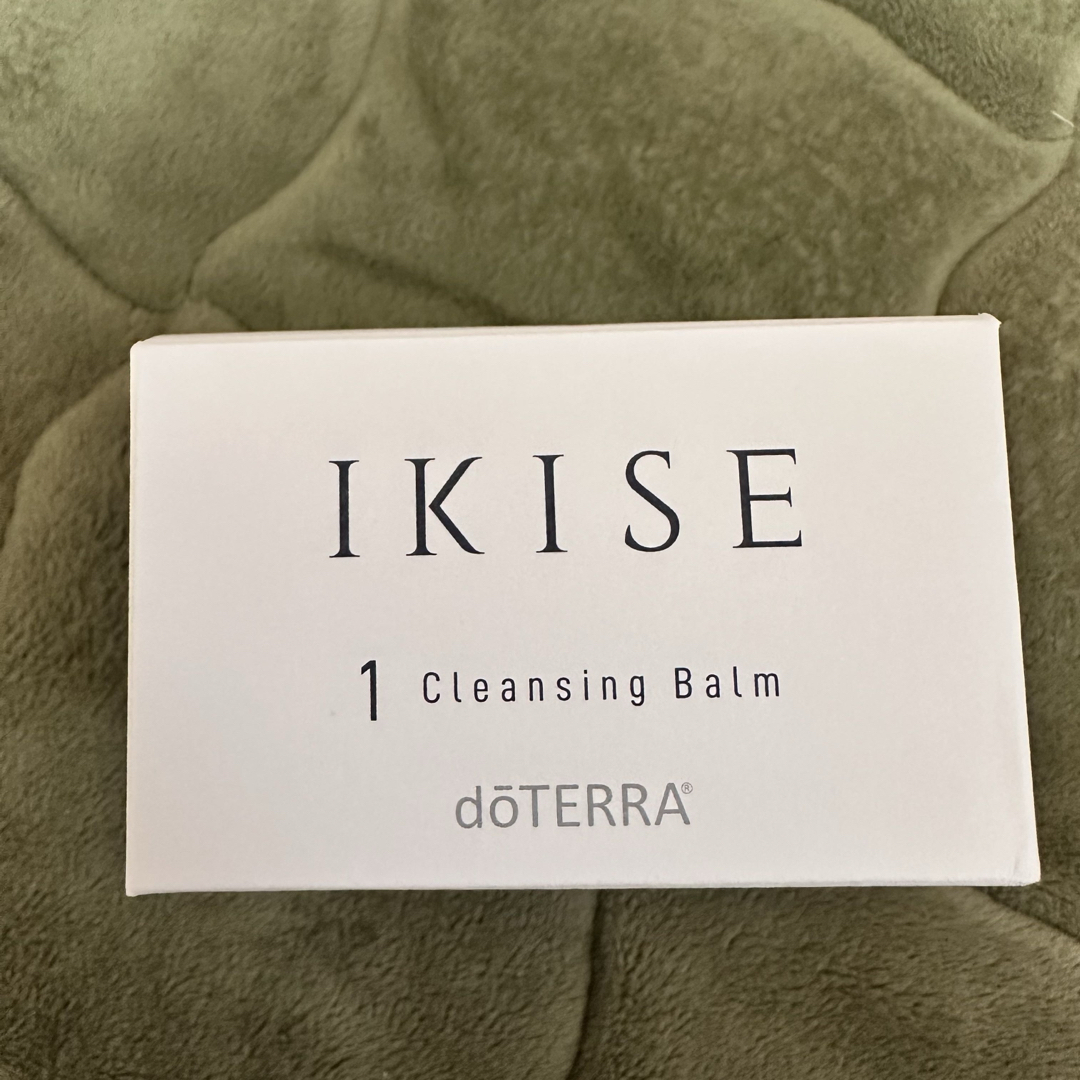 IKISE
1 Cleansing Balm
dōTERRA®